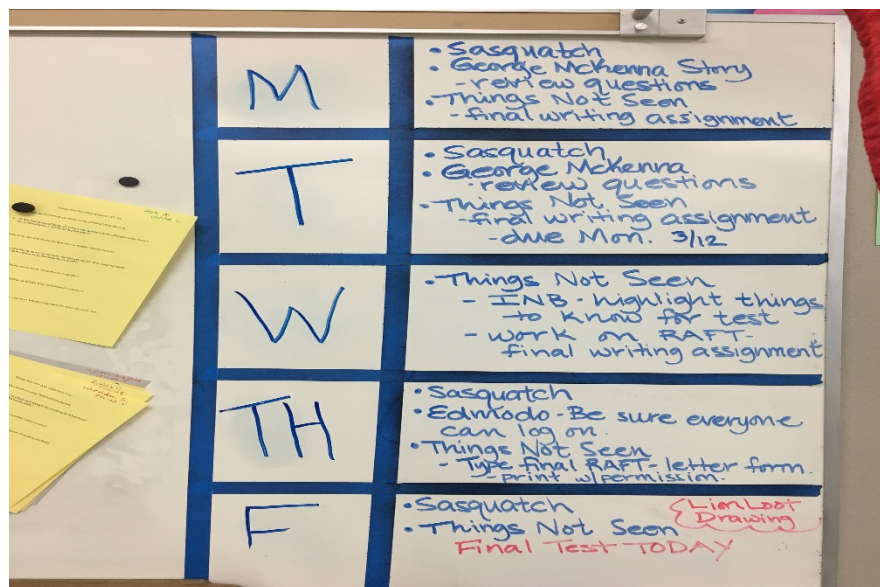 M
• Sasquatch
• George McKenna Story
- review questions
• Things Not Seen
- final writing assignment
T
• Sasquatch
• George McKenna
- review questions
• Things Not Seen
- final writing assignment
- due Mon. 3/12
W
• Things Not Seen
- INB - highlight things
to know for test
- work on RAFT -
final writing assignment
TH
• Sasquatch
• Edmodo - Be sure everyone
can log on.
• Things Not Seen
- Type final RAFT - letter form.
- print w/permission.
F
• Sasquatch
• Things Not Seen
Final Test TODAY
Lion Loot
Drawing